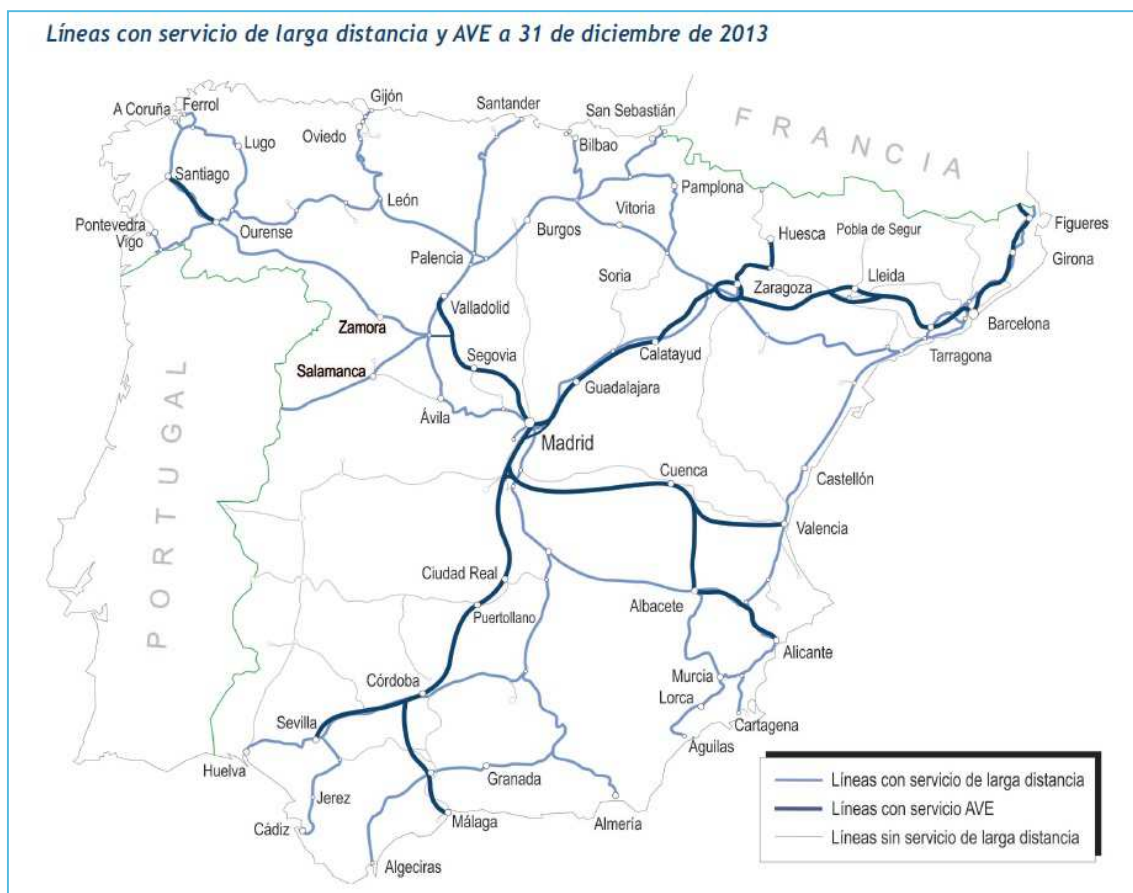 Líneas con servicio de larga distancia y AVE a 31 de diciembre de 2013
A Coruña
Ferrol
Gijón
Santander
San Sebastián
FRANCIA
Oviedo
Bilbao
Lugo
Santiago
Pamplona
León
Pontevedra
Vigo
Ourense
Burgos
Vitoria
Huesca
Pobla de Segur
Figueres
Palencia
Soria
Lleida
Girona
Zaragoza
Valladolid
Zamora
Barcelona
Segovia
Calatayud
Tarragona
Salamanca
Guadalajara
Ávila
Madrid
PORTUGAL
Cuenca
Castellón
Valencia
Ciudad Real
Albacete
Puertollano
Alicante
Córdoba
Murcia
Lorca
Sevilla
Cartagena
Águilas
Huelva
Granada
Jerez
Cádiz
Málaga
Almería
Algeciras
Líneas con servicio de larga distancia
Líneas con servicio AVE
Líneas sin servicio de larga distancia